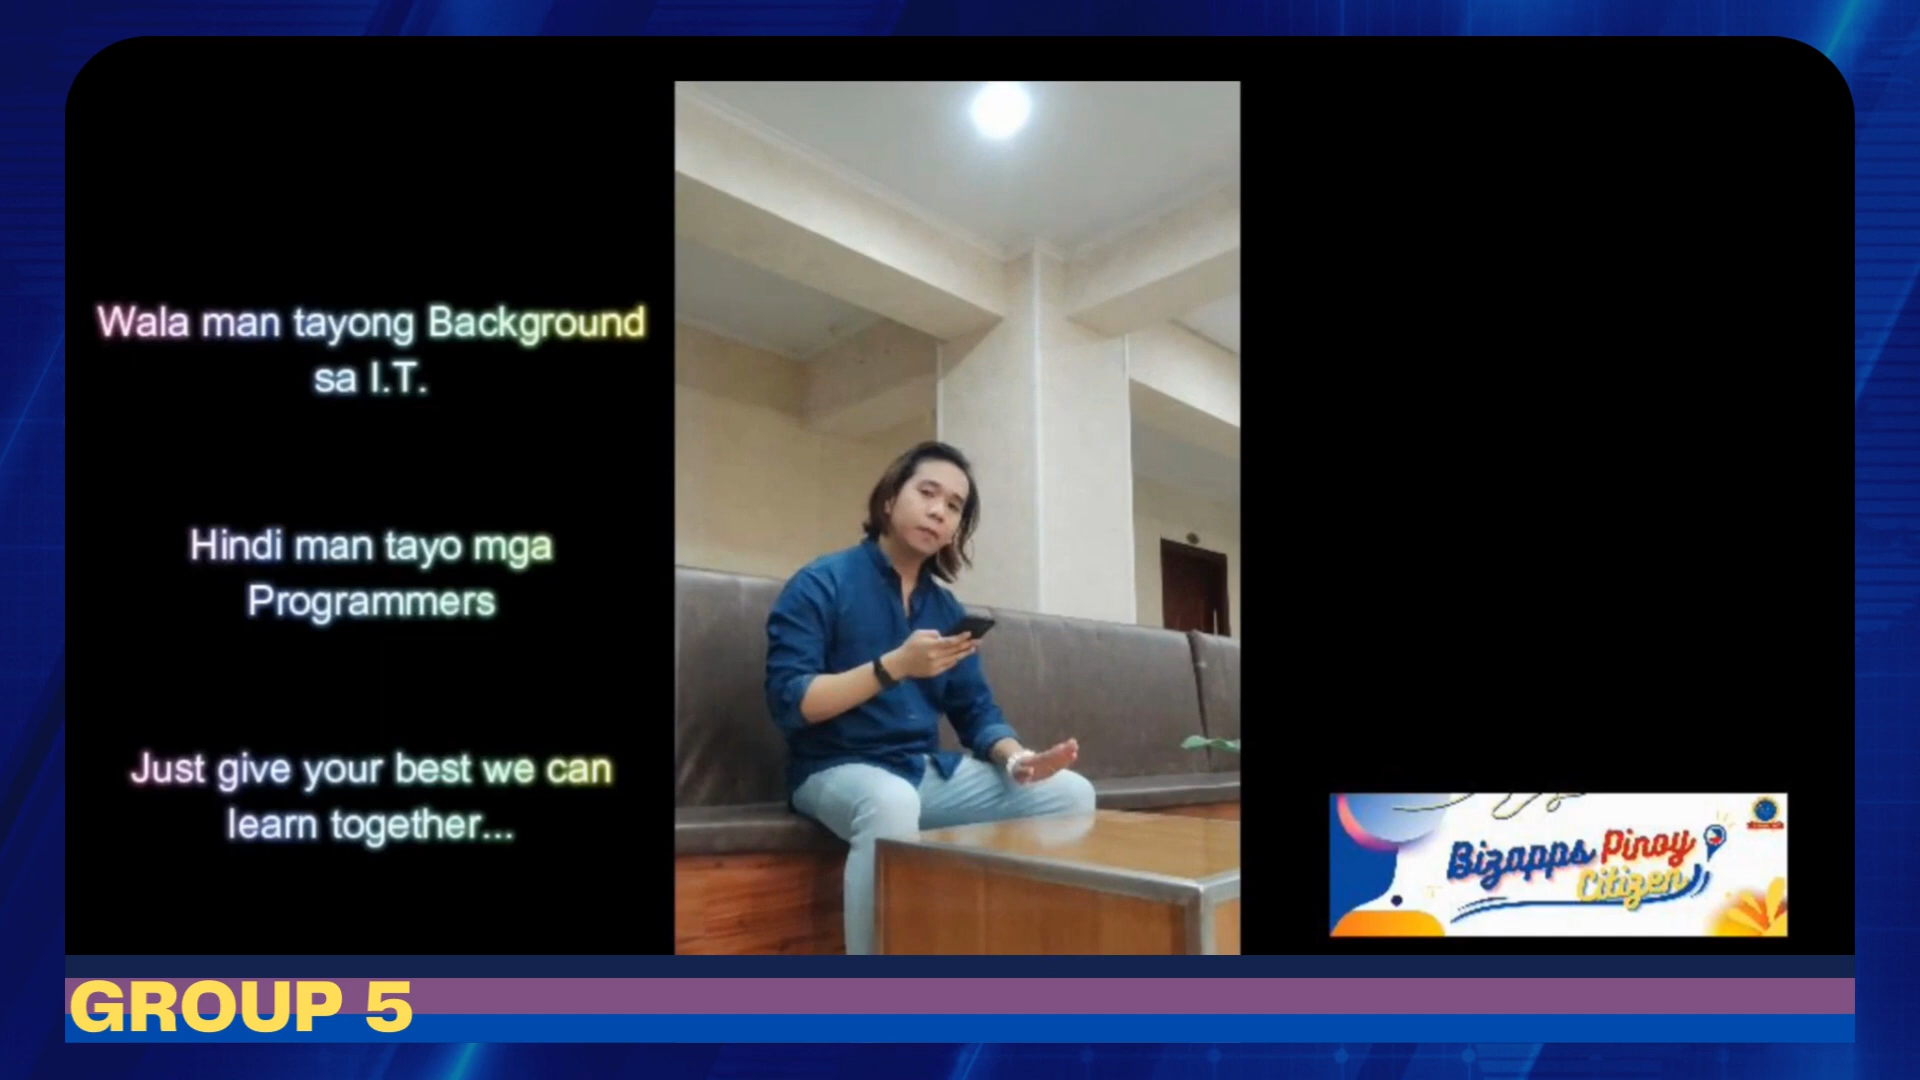 Wala man tayong Background
sa I.T.
Hindi man tayo mga
Programmers
Just give your best we can
learn together...
Bizapps Pinoy
Citizen
GROUP 5